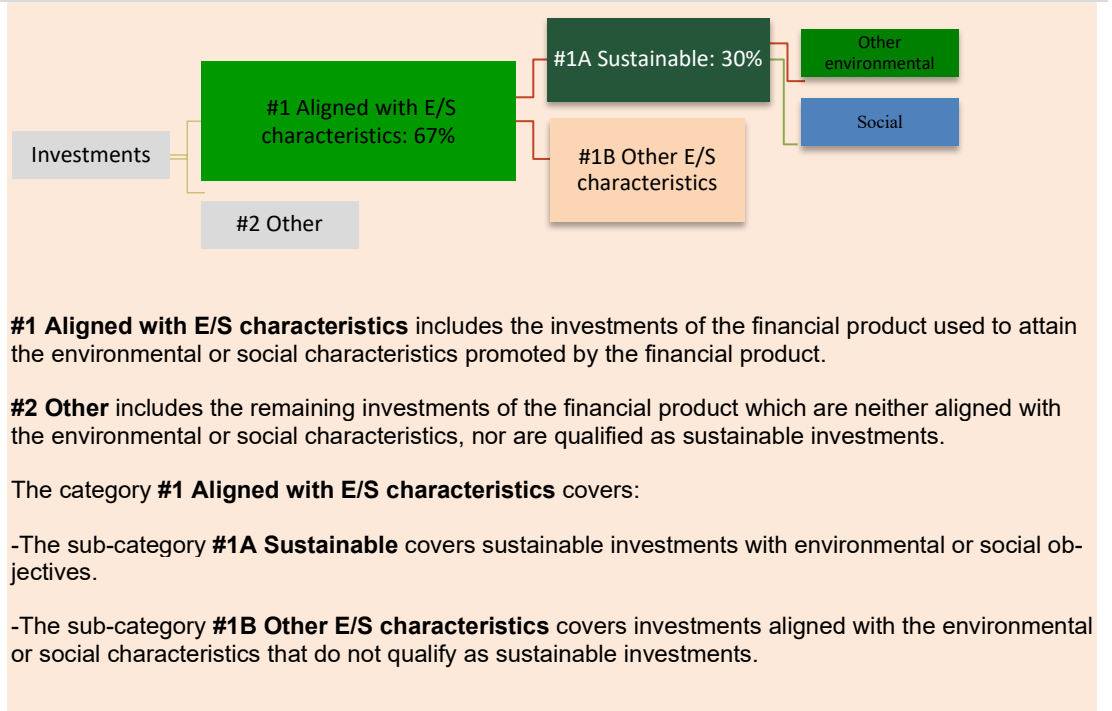 Investments
#1 Aligned with E/S
characteristics: 67%
#2 Other
#1A Sustainable: 30%
#1B Other E/S
characteristics
Other
environmental
Social
#1 Aligned with E/S characteristics includes the investments of the financial product used to attain
the environmental or social characteristics promoted by the financial product.
#2 Other includes the remaining investments of the financial product which are neither aligned with
the environmental or social characteristics, nor are qualified as sustainable investments.
The category #1 Aligned with E/S characteristics covers:
-The sub-category #1A Sustainable covers sustainable investments with environmental or social ob-
jectives.
-The sub-category #1B Other E/S characteristics covers investments aligned with the environmental
or social characteristics that do not qualify as sustainable investments.